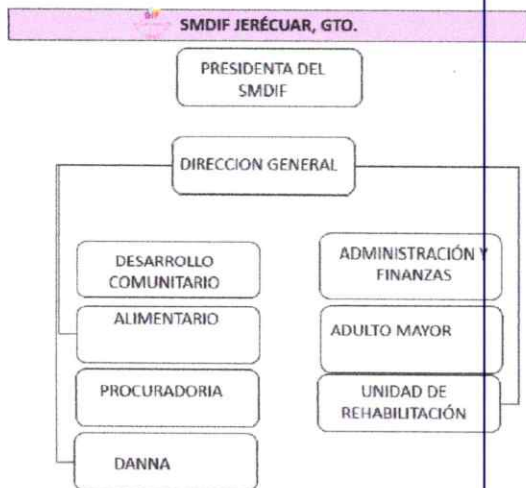 DIF
SMDIF JERÉCUAR, GTO.
PRESIDENTA DEL
SMDIF
DIRECCION GENERAL
DESARROLLO
COMUNITARIO
ALIMENTARIO
PROCURADORIA
DANNA
ADMINISTRACIÓN Y
FINANZAS
ADULTO MAYOR
UNIDAD DE
REHABILITACIÓN